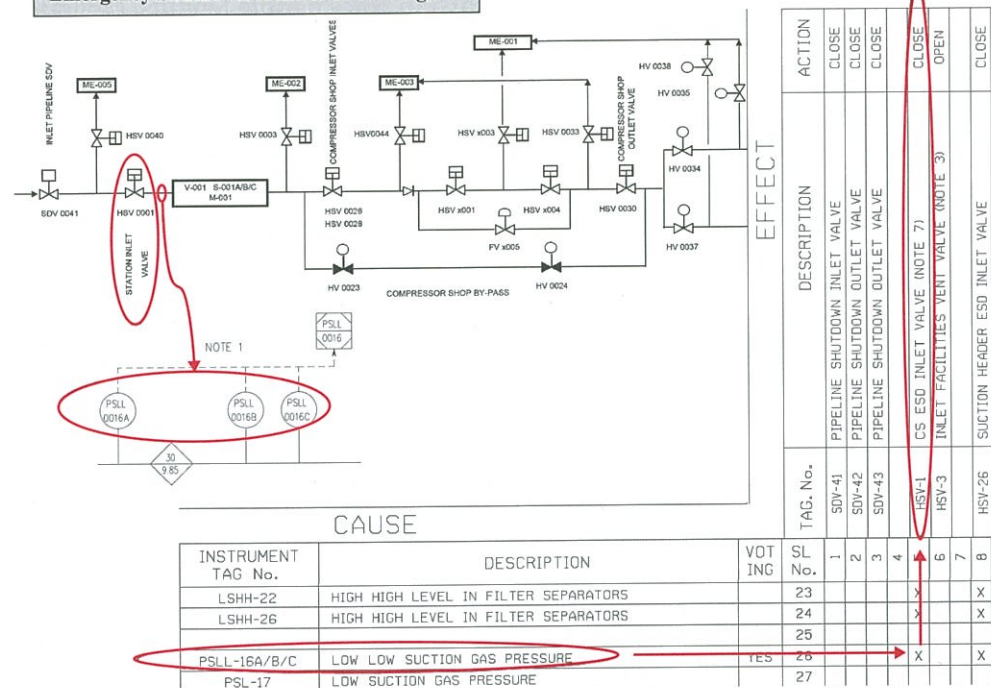 ME-001
ME-005
ME-002
ME-003
INLET PIPELINE SDV
COMPRESSOR SHOP INLET VALVES
COMPRESSOR SHOP
OUTLET VALVE
HV 0038
HV 0035
HSV 0040
HSV 0003
HSV0044
HSV x003
HSV 0033
HV 0034
V-001 S-001A/B/C
M-001
SDV 0041
HSV 0001
HSV 0026
HSV 0028
HSV x001
HSV x004
HSV 0030
FV x005
HV 0037
STATION INLET
VALVE
HV 0023
COMPRESSOR SHOP BY-PASS
HV 0024
NOTE 1
PSLL
0016
PSLL
0016A
PSLL
0016B
PSLL
0016C
30
9.85
EFFECT
ACTION
DESCRIPTION
TAG. No.
CLOSE
PIPELINE SHUTDOWN INLET VALVE
SDV-41
CLOSE
PIPELINE SHUTDOWN OUTLET VALVE
SDV-42
CLOSE
PIPELINE SHUTDOWN OUTLET VALVE
SDV-43
CLOSE
CS ESD INLET VALVE (NOTE 7)
HSV-1
OPEN
INLET FACILITIES VENT VALVE (NOTE 3)
HSV-3
CLOSE
SUCTION HEADER ESD INLET VALVE
HSV-26
CAUSE
INSTRUMENT
TAG No.
DESCRIPTION
VOT
ING
SL
No.
1 2 3 4 6 7 8
LSHH-22 HIGH HIGH LEVEL IN FILTER SEPARATORS 23 X X
LSHH-26 HIGH HIGH LEVEL IN FILTER SEPARATORS 24 X X
25
PSLL-16A/B/C LOW LOW SUCTION GAS PRESSURE YES 26 X X
PSL-17 LOW SUCTION GAS PRESSURE 27